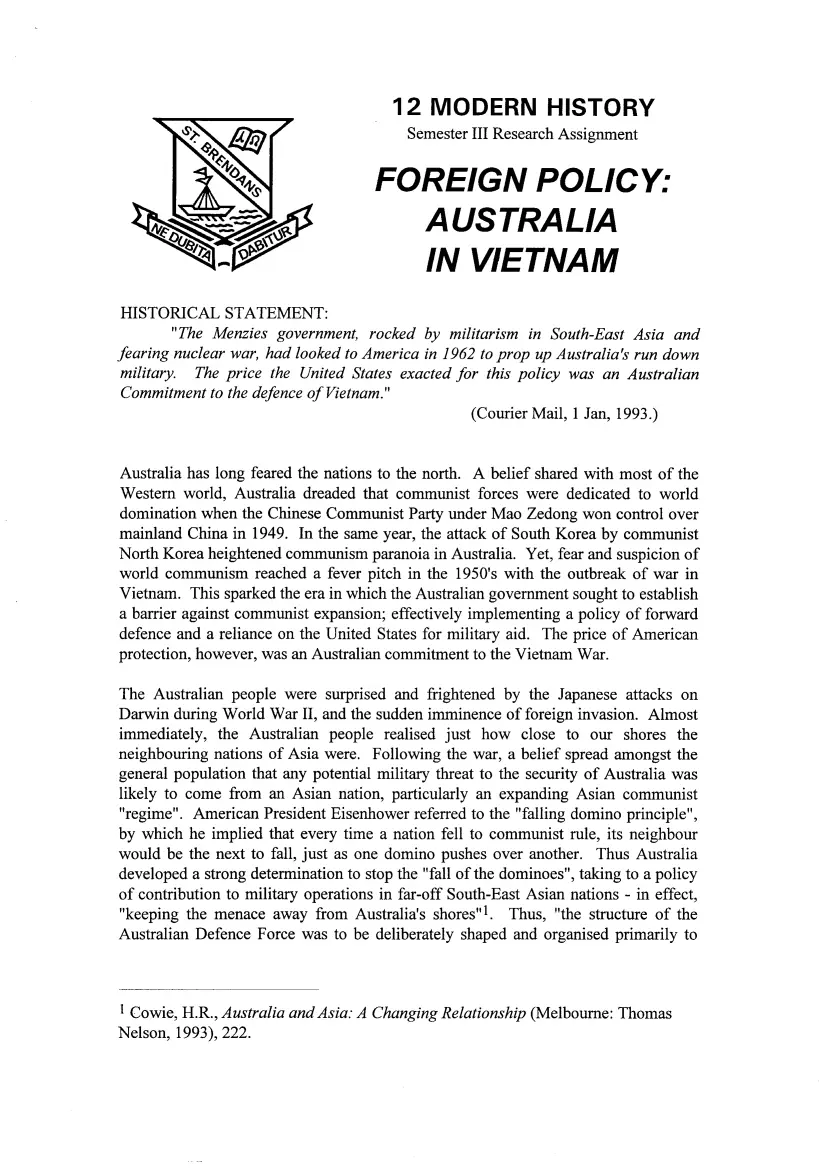 12 MODERN HISTORY
Semester III Research Assignment
FOREIGN POLICY:
AUSTRALIA
IN VIETNAM
ST. BRENDANS
A Ω
NE DUBITA DABITUR
HISTORICAL STATEMENT:
"The Menzies government, rocked by militarism in South-East Asia and
fearing nuclear war, had looked to America in 1962 to prop up Australia's run down
military. The price the United States exacted for this policy was an Australian
Commitment to the defence of Vietnam."
(Courier Mail, 1 Jan, 1993.)
Australia has long feared the nations to the north. A belief shared with most of the
Western world, Australia dreaded that communist forces were dedicated to world
domination when the Chinese Communist Party under Mao Zedong won control over
mainland China in 1949. In the same year, the attack of South Korea by communist
North Korea heightened communism paranoia in Australia. Yet, fear and suspicion of
world communism reached a fever pitch in the 1950's with the outbreak of war in
Vietnam. This sparked the era in which the Australian government sought to establish
a barrier against communist expansion; effectively implementing a policy of forward
defence and a reliance on the United States for military aid. The price of American
protection, however, was an Australian commitment to the Vietnam War.
The Australian people were surprised and frightened by the Japanese attacks on
Darwin during World War II, and the sudden imminence of foreign invasion. Almost
immediately, the Australian people realised just how close to our shores the
neighbouring nations of Asia were. Following the war, a belief spread amongst the
general population that any potential military threat to the security of Australia was
likely to come from an Asian nation, particularly an expanding Asian communist
"regime". American President Eisenhower referred to the "falling domino principle",
by which he implied that every time a nation fell to communist rule, its neighbour
would be the next to fall, just as one domino pushes over another. Thus Australia
developed a strong determination to stop the "fall of the dominoes", taking to a policy
of contribution to military operations in far-off South-East Asian nations - in effect,
"keeping the menace away from Australia's shores"1. Thus, "the structure of the
Australian Defence Force was to be deliberately shaped and organised primarily to
1 Cowie, H.R., Australia and Asia: A Changing Relationship (Melbourne: Thomas
Nelson, 1993), 222.